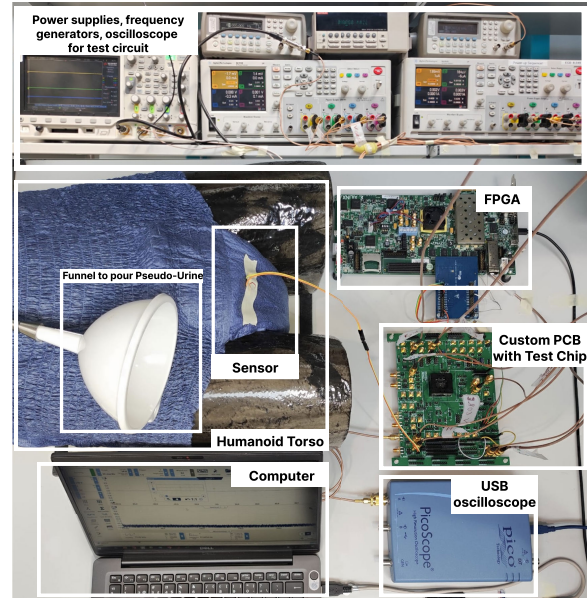 Power supplies, frequency
generators, oscilloscope
for test circuit
FPGA
Funnel to pour Pseudo-Urine
Sensor
Custom PCB
with Test Chip
Humanoid Torso
Computer
USB
oscilloscope
PicoScope
pico